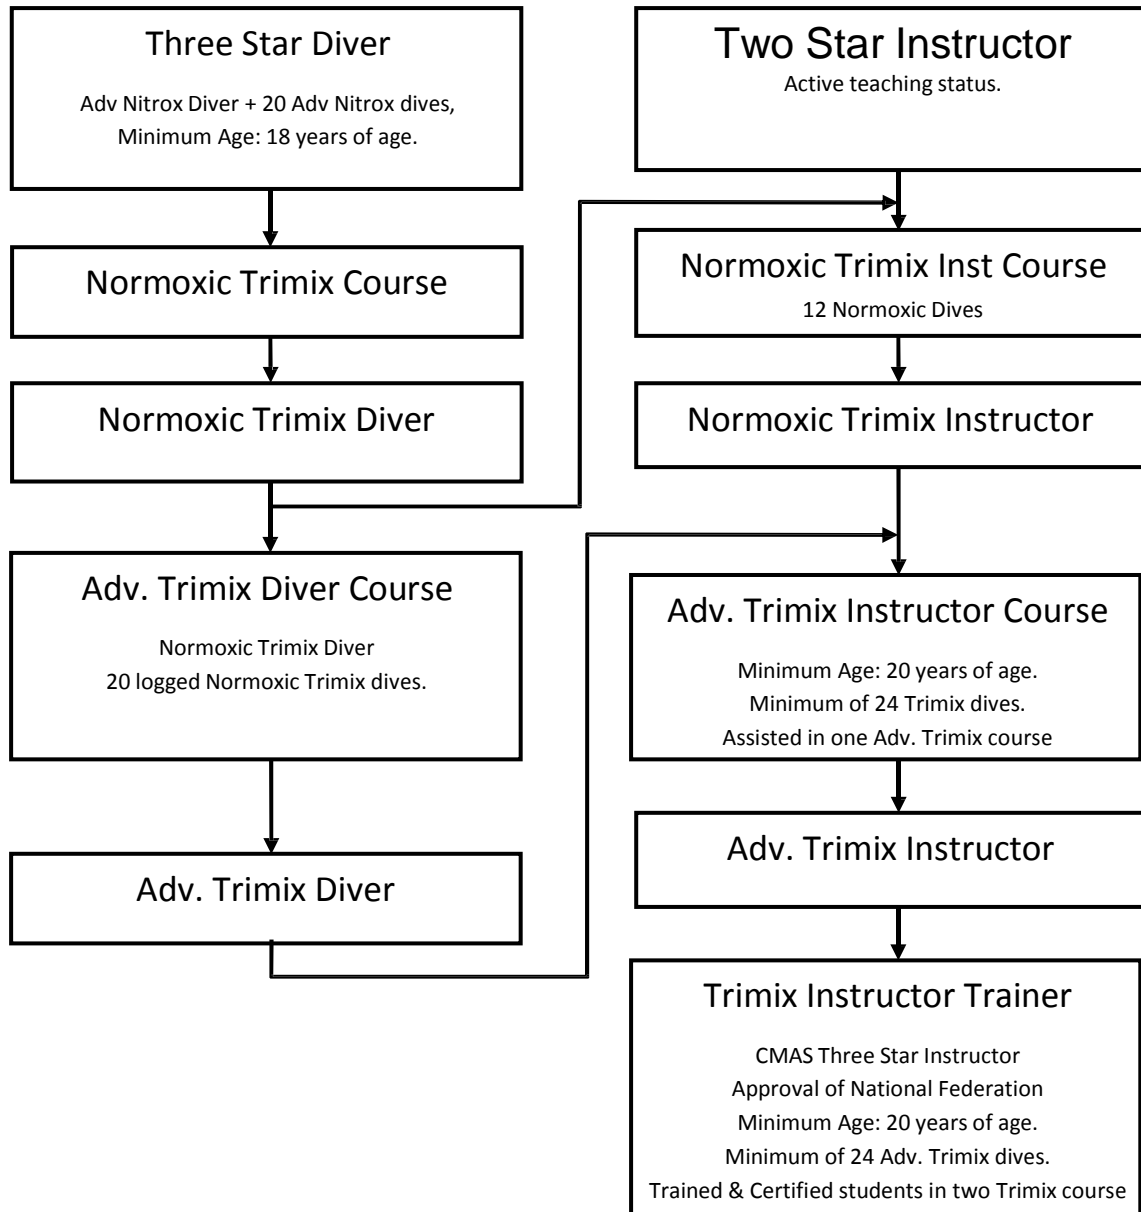 Three Star Diver
Adv Nitrox Diver + 20 Adv Nitrox dives,
Minimum Age: 18 years of age.
Normoxic Trimix Course
Normoxic Trimix Diver
Adv. Trimix Diver Course
Normoxic Trimix Diver
20 logged Normoxic Trimix dives.
Adv. Trimix Diver
Two Star Instructor
Active teaching status.
Normoxic Trimix Inst Course
12 Normoxic Dives
Normoxic Trimix Instructor
Adv. Trimix Instructor Course
Minimum Age: 20 years of age.
Minimum of 24 Trimix dives.
Assisted in one Adv. Trimix course
Adv. Trimix Instructor
Trimix Instructor Trainer
CMAS Three Star Instructor
Approval of National Federation
Minimum Age: 20 years of age.
Minimum of 24 Adv. Trimix dives.
Trained & Certified students in two Trimix course